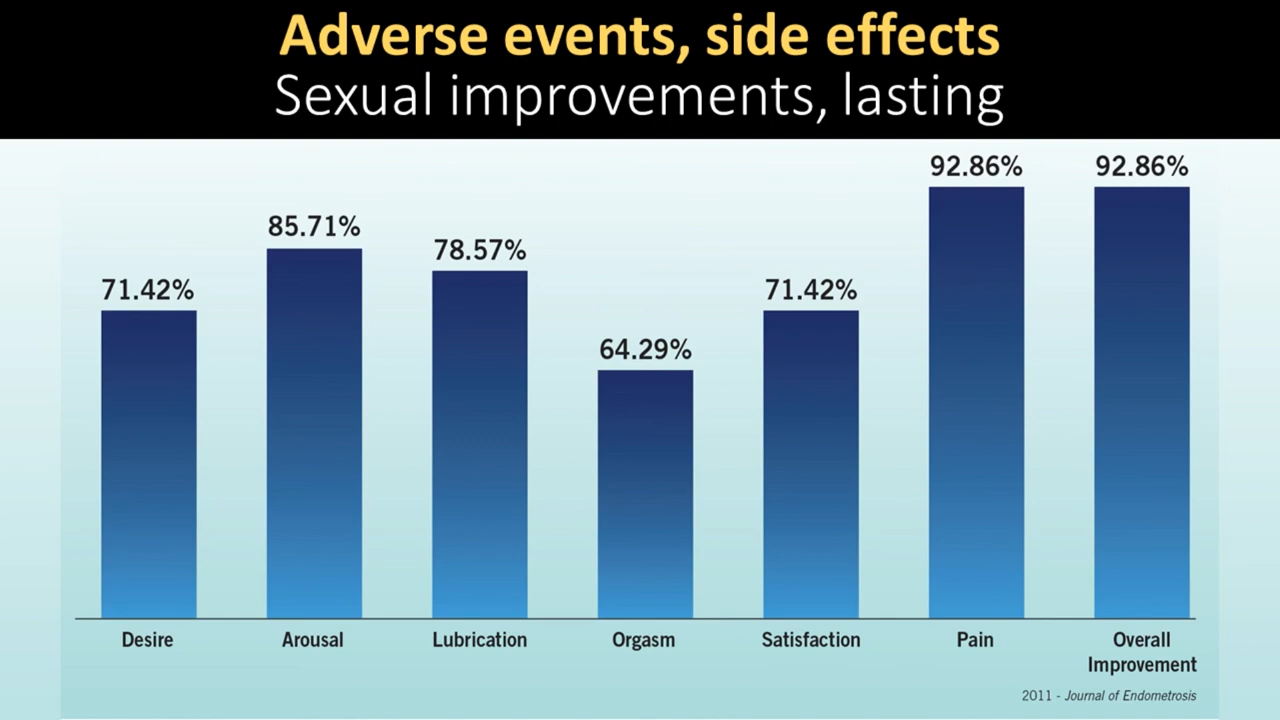 Adverse events, side effects
Sexual improvements, lasting
71.42%
85.71%
78.57%
64.29%
71.42%
92.86%
92.86%
Desire
Arousal
Lubrication
Orgasm
Satisfaction
Pain
Overall
Improvement
2011 - Journal of Endometrosis